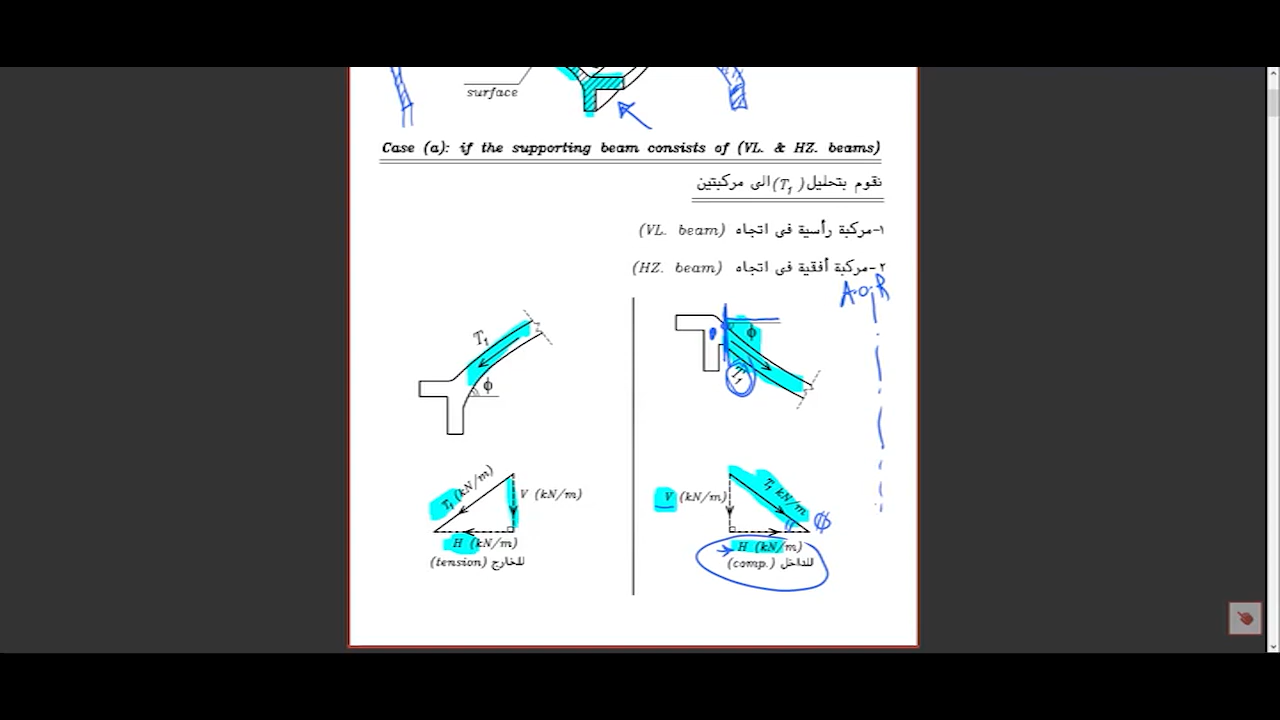 surface
Case (a): if the supporting beam consists of (VL. & HZ. beams)
نقوم بتحليل (T₁) الى مركبتين
١-مركبة رأسية فى اتجاه (VL. beam)
٢-مركبة أفقية فى اتجاه (HZ. beam)
A.o.R
T₁
ϕ
ϕ
T₁
T₁ (kN/m)
V (kN/m)
H (kN/m)
(tension) للخارج
V (kN/m)
T₁ kN/m
ϕ
H (kN/m)
(comp.) للداخل